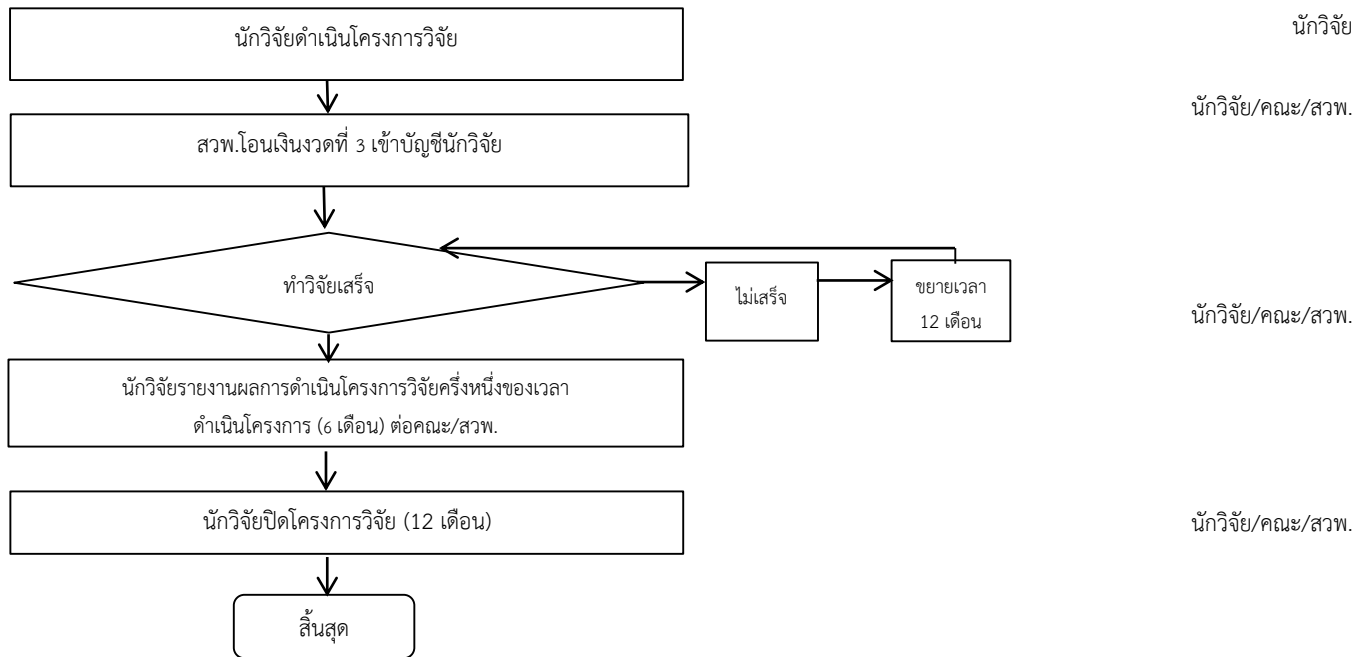 นักวิจัยดำเนินโครงการวิจัย
นักวิจัย
สวพ.โอนเงินงวดที่ 3 เข้าบัญชีนักวิจัย
นักวิจัย/คณะ/สวพ.
ทำวิจัยเสร็จ
ไม่เสร็จ
ขยายเวลา
12 เดือน
นักวิจัย/คณะ/สวพ.
นักวิจัยรายงานผลการดำเนินโครงการวิจัยครึ่งหนึ่งของเวลา
ดำเนินโครงการ (6 เดือน) ต่อคณะ/สวพ.
นักวิจัยปิดโครงการวิจัย (12 เดือน)
นักวิจัย/คณะ/สวพ.
สิ้นสุด